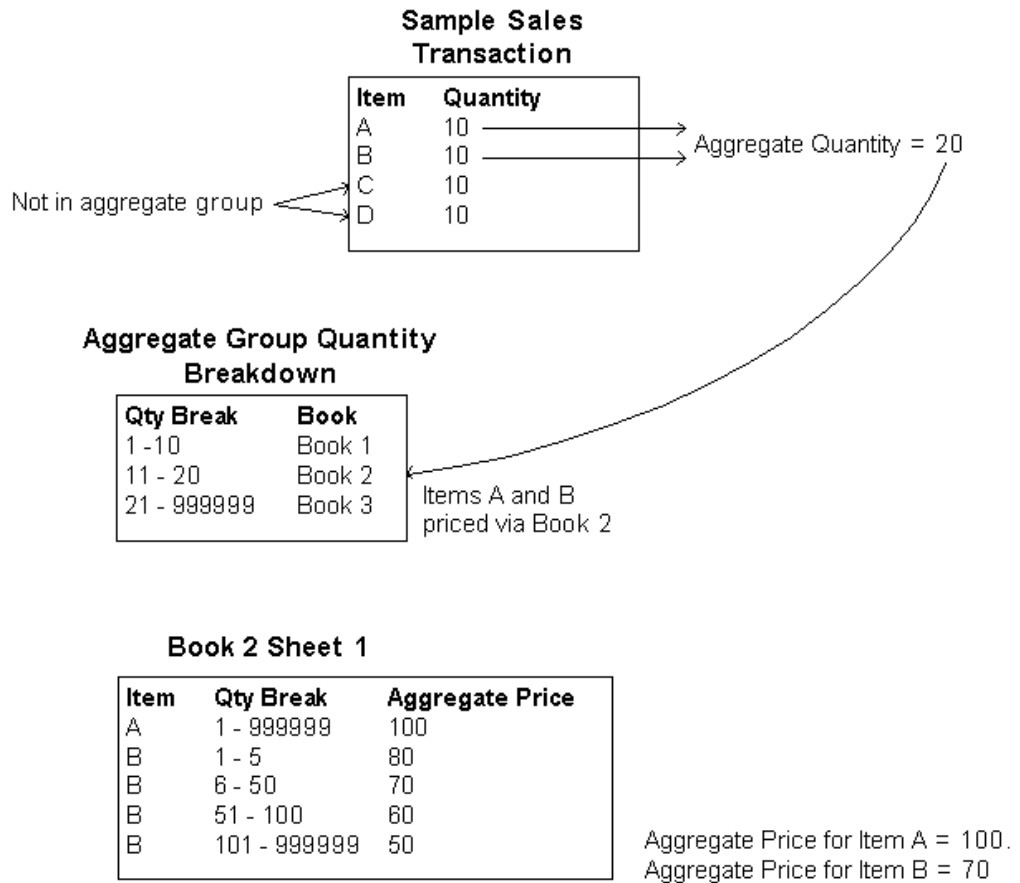 Sample Sales
Transaction
Item Quantity
A 10
B 10
C 10
D 10
Aggregate Quantity = 20
Not in aggregate group
Aggregate Group Quantity
Breakdown
Qty Break Book
1 -10 Book 1
11 - 20 Book 2
21 - 999999 Book 3
Items A and B
priced via Book 2
Book 2 Sheet 1
Item Qty Break Aggregate Price
A 1 - 999999 100
B 1 - 5 80
B 6 - 50 70
B 51 - 100 60
B 101 - 999999 50
Aggregate Price for Item A = 100.
Aggregate Price for Item B = 70